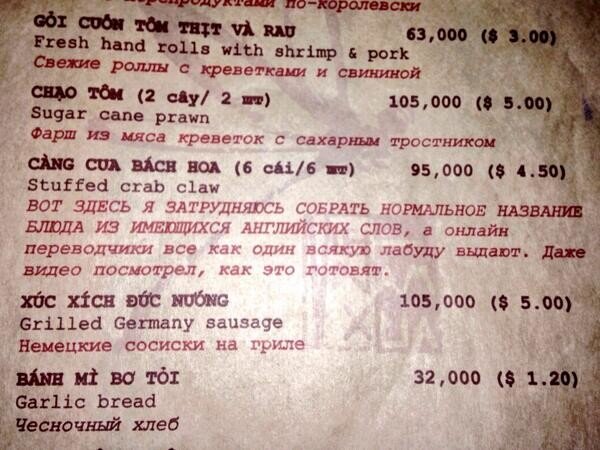 морепродуктами по-королевски
GỎI CUỐN TÔM THỊT VÀ RAU 63,000 ($ 3.00)
Fresh hand rolls with shrimp & pork
Свежие роллы с креветками и свининой
CHẠO TÔM (2 cây/ 2 шт) 105,000 ($ 5.00)
Sugar cane prawn
Фарш из мяса креветок с сахарным тростником
CÀNG CUA BÁCH HOA (6 cái/6 шт) 95,000 ($ 4.50)
Stuffed crab claw
ВОТ ЗДЕСЬ Я ЗАТРУДНЯЮСЬ СОБРАТЬ НОРМАЛЬНОЕ НАЗВАНИЕ
БЛЮДА ИЗ ИМЕЮЩИХСЯ АНГЛИЙСКИХ СЛОВ, а онлайн
переводчики все как один всякую лабуду выдают. Даже
видео посмотрел, как это готовят.
XÚC XÍCH ĐỨC NƯỚNG 105,000 ($ 5.00)
Grilled Germany sausage
Немецкие сосиски на гриле
BÁNH MÌ BƠ TỎI 32,000 ($ 1.20)
Garlic bread
Чесночный хлеб